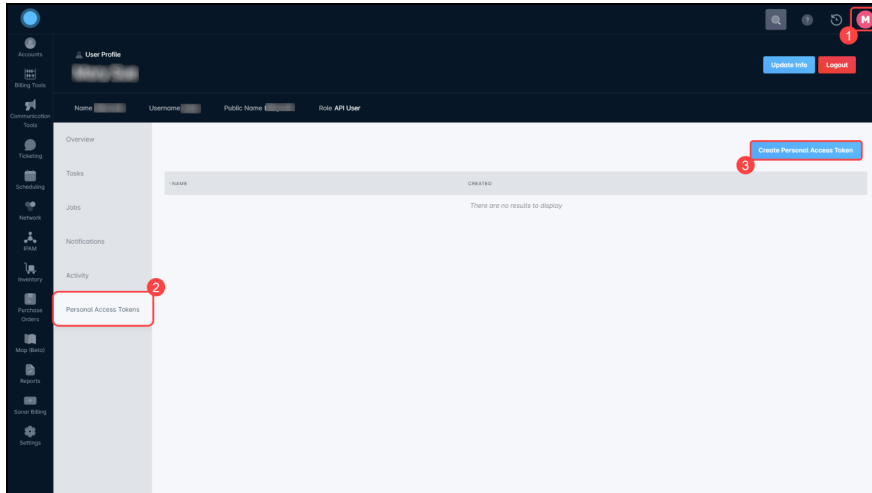 ?
M
1
Accounts
Billing Tools
Communication
Tools
Ticketing
Scheduling
Network
IPAM
Inventory
Purchase
Orders
Map (Beta)
Reports
Sonar Billing
Settings
User Profile
Update Info
Logout
Name
Username
Public Name
Role API User
Overview
Tasks
Jobs
Notifications
Activity
2
Personal Access Tokens
Create Personal Access Token
3
NAME
CREATED
There are no results to display